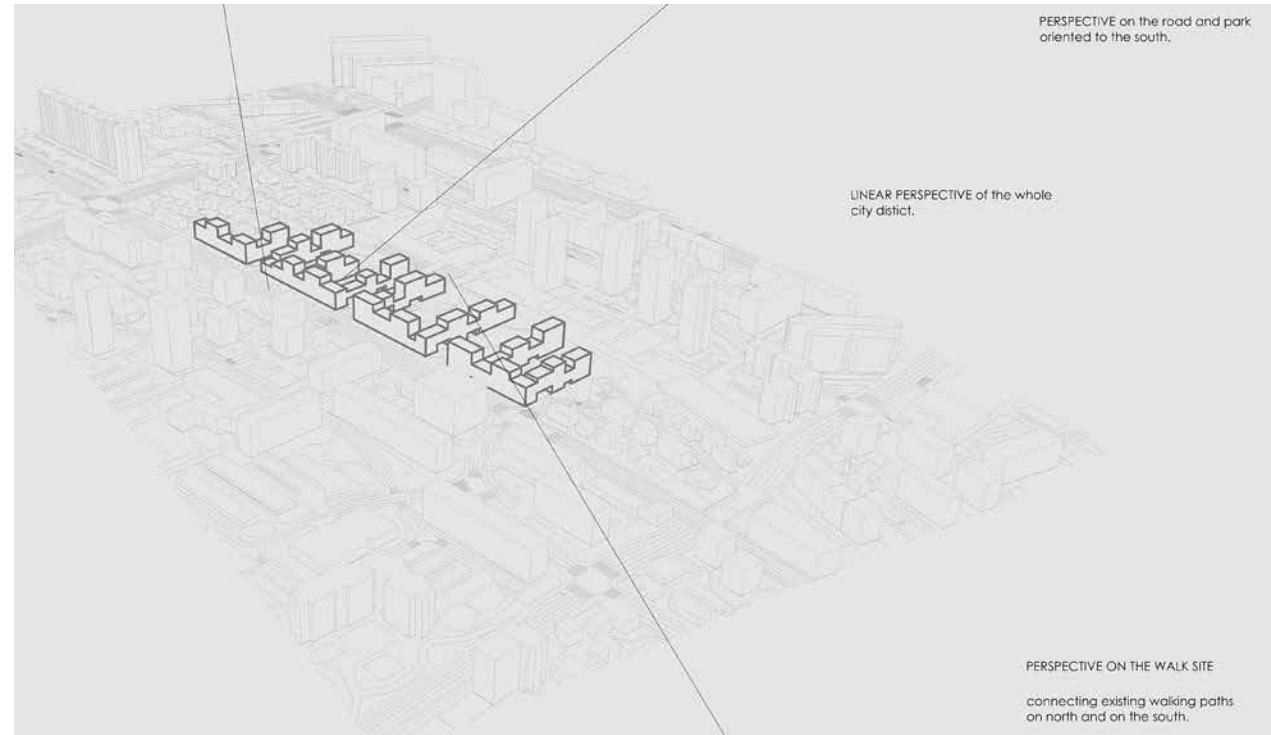 PERSPECTIVE on the road and park
oriented to the south.
LINEAR PERSPECTIVE of the whole
city distict.
PERSPECTIVE ON THE WALK SITE
connecting existing walking paths
on north and on the south.